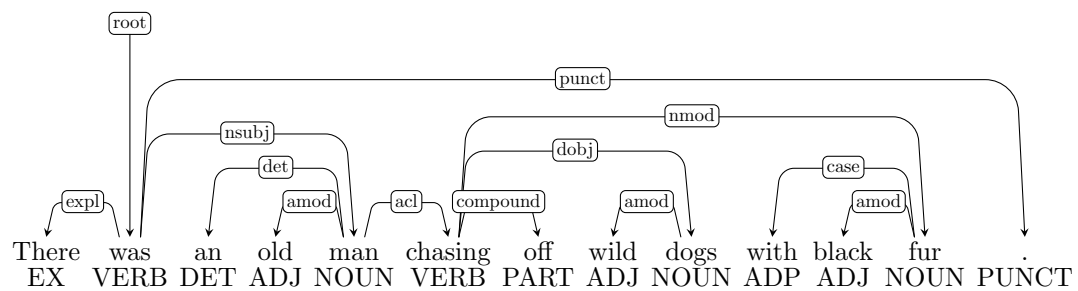 root
punct
nmod
nsubj
dobj
det case
expl amod acl compound amod amod
There was an old man chasing off wild dogs with black fur .
EX VERB DET ADJ NOUN VERB PART ADJ NOUN ADP ADJ NOUN PUNCT